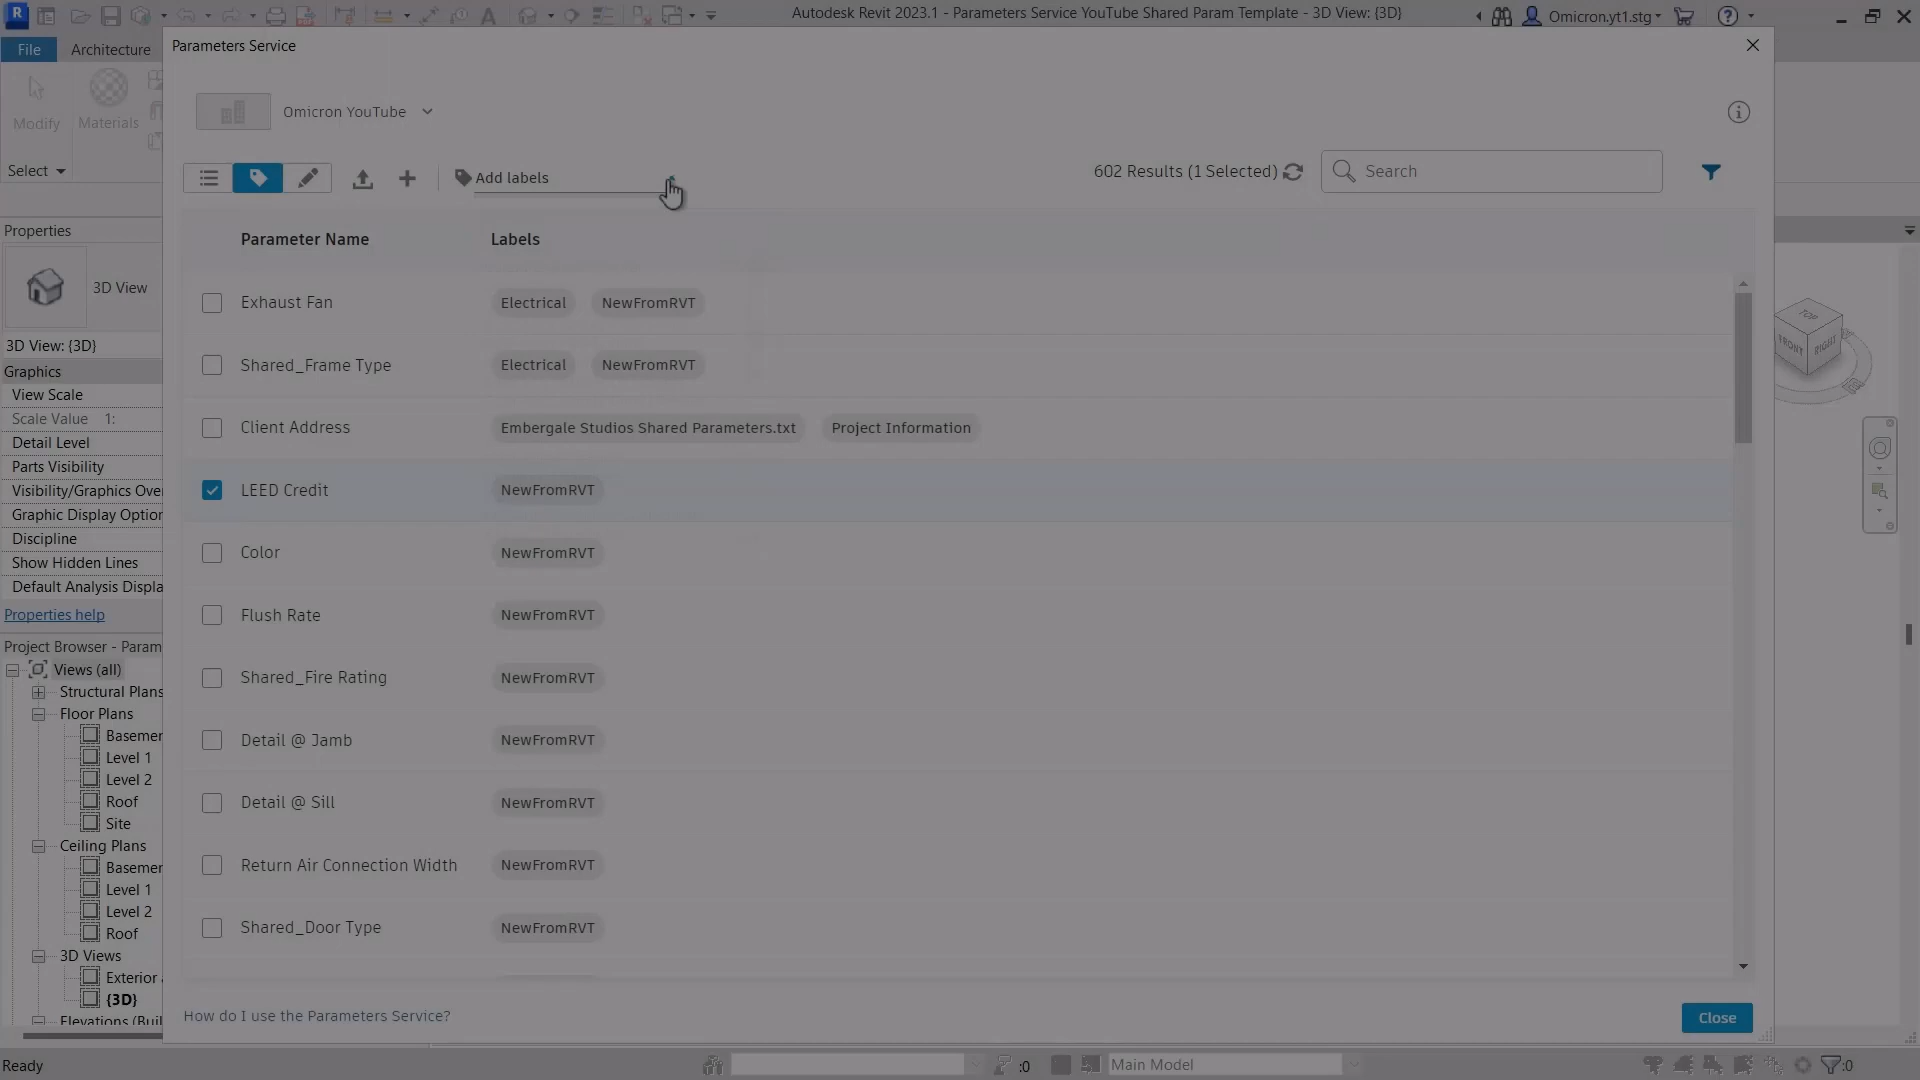 Autodesk Revit 2023.1 - Parameters Service YouTube Shared Param Template - 3D View: {3D}
Omicron.yt1.stg
File
Architecture
Parameters Service
Omicron YouTube
Modify
Materials
Select
Add labels
602 Results (1 Selected)
Search
Properties
Parameter Name
Labels
3D View
Exhaust Fan
Electrical
NewFromRVT
TOP
FRONT
RIGHT
3D View: {3D}
Shared_Frame Type
Electrical
NewFromRVT
Graphics
View Scale
Scale Value 1:
Client Address
Embergale Studios Shared Parameters.txt
Project Information
Detail Level
Parts Visibility
Visibility/Graphics Ove
LEED Credit
NewFromRVT
Graphic Display Option
Discipline
Color
NewFromRVT
Show Hidden Lines
Default Analysis Displa
Properties help
Flush Rate
NewFromRVT
Project Browser - Param
Views (all)
Shared_Fire Rating
NewFromRVT
Structural Plans
Floor Plans
Basemen
Detail @ Jamb
NewFromRVT
Level 1
Level 2
Roof
Detail @ Sill
NewFromRVT
Site
Ceiling Plans
Basemen
Return Air Connection Width
NewFromRVT
Level 1
Level 2
Roof
Shared_Door Type
NewFromRVT
3D Views
Exterior
{3D}
Elevations (Buil
How do I use the Parameters Service?
Close
Ready
:0
Main Model
:0